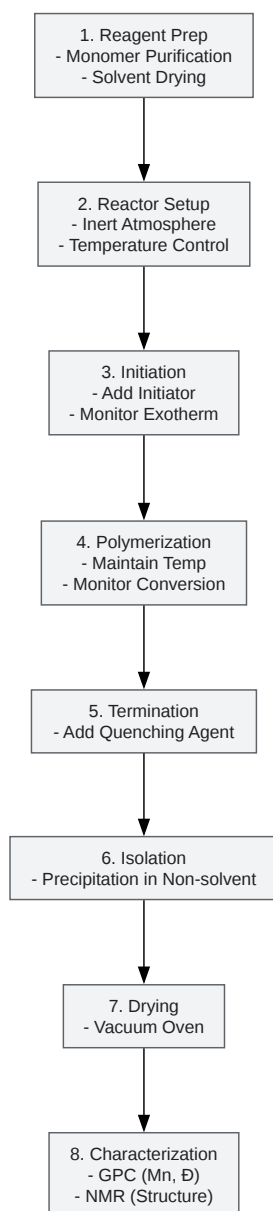 1. Reagent Prep
- Monomer Purification
- Solvent Drying
2. Reactor Setup
- Inert Atmosphere
- Temperature Control
3. Initiation
- Add Initiator
- Monitor Exotherm
4. Polymerization
- Maintain Temp
- Monitor Conversion
5. Termination
- Add Quenching Agent
6. Isolation
- Precipitation in Non-solvent
7. Drying
- Vacuum Oven
8. Characterization
- GPC (Mn, Đ)
- NMR (Structure)